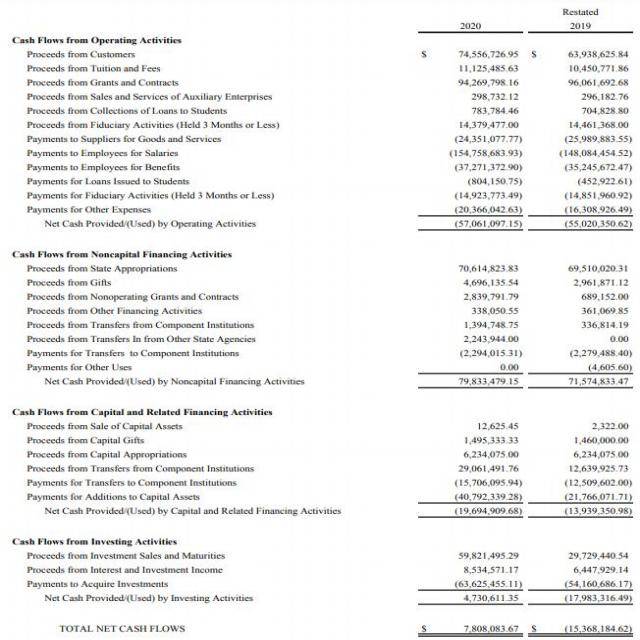 Restated
2020 2019
Cash Flows from Operating Activities
Proceeds from Customers $ 74,556,726.95 $ 63,938,625.84
Proceeds from Tuition and Fees 11,125,485.63 10,450,771.86
Proceeds from Grants and Contracts 94,269,798.16 96,061,692.68
Proceeds from Sales and Services of Auxiliary Enterprises 298,732.12 296,182.76
Proceeds from Collections of Loans to Students 783,784.46 704,828.80
Proceeds from Fiduciary Activities (Held 3 Months or Less) 14,379,477.00 14,461,368.00
Payments to Suppliers for Goods and Services (24,351,077.77) (25,989,883.55)
Payments to Employees for Salaries (154,758,683.93) (148,084,454.52)
Payments to Employees for Benefits (37,271,372.90) (35,245,672.47)
Payments for Loans Issued to Students (804,150.75) (452,922.61)
Payments for Fiduciary Activities (Held 3 Months or Less) (14,923,773.49) (14,851,960.92)
Payments for Other Expenses (20,366,042.63) (16,308,926.49)
Net Cash Provided/(Used) by Operating Activities (57,061,097.15) (55,020,350.62)
Cash Flows from Noncapital Financing Activities
Proceeds from State Appropriations 70,614,823.83 69,510,020.31
Proceeds from Gifts 4,696,135.54 2,961,871.12
Proceeds from Nonoperating Grants and Contracts 2,839,791.79 689,152.00
Proceeds from Other Financing Activities 338,050.55 361,069.85
Proceeds from Transfers from Component Institutions 1,394,748.75 336,814.19
Proceeds from Transfers In from Other State Agencies 2,243,944.00 0.00
Payments for Transfers to Component Institutions (2,294,015.31) (2,279,488.40)
Payments for Other Uses 0.00 (4,605.60)
Net Cash Provided/(Used) by Noncapital Financing Activities 79,833,479.15 71,574,833.47
Cash Flows from Capital and Related Financing Activities
Proceeds from Sale of Capital Assets 12,625.45 2,322.00
Proceeds from Capital Gifts 1,495,333.33 1,460,000.00
Proceeds from Capital Appropriations 6,234,075.00 6,234,075.00
Proceeds from Transfers from Component Institutions 29,061,491.76 12,639,925.73
Payments for Transfers to Component Institutions (15,706,095.94) (12,509,602.00)
Payments for Additions to Capital Assets (40,792,339.28) (21,766,071.71)
Net Cash Provided/(Used) by Capital and Related Financing Activities (19,694,909.68) (13,939,350.98)
Cash Flows from Investing Activities
Proceeds from Investment Sales and Maturities 59,821,495.29 29,729,440.54
Proceeds from Interest and Investment Income 8,534,571.17 6,447,929.14
Payments to Acquire Investments (63,625,455.11) (54,160,686.17)
Net Cash Provided/(Used) by Investing Activities 4,730,611.35 (17,983,316.49)
TOTAL NET CASH FLOWS $ 7,808,083.67 $ (15,368,184.62)